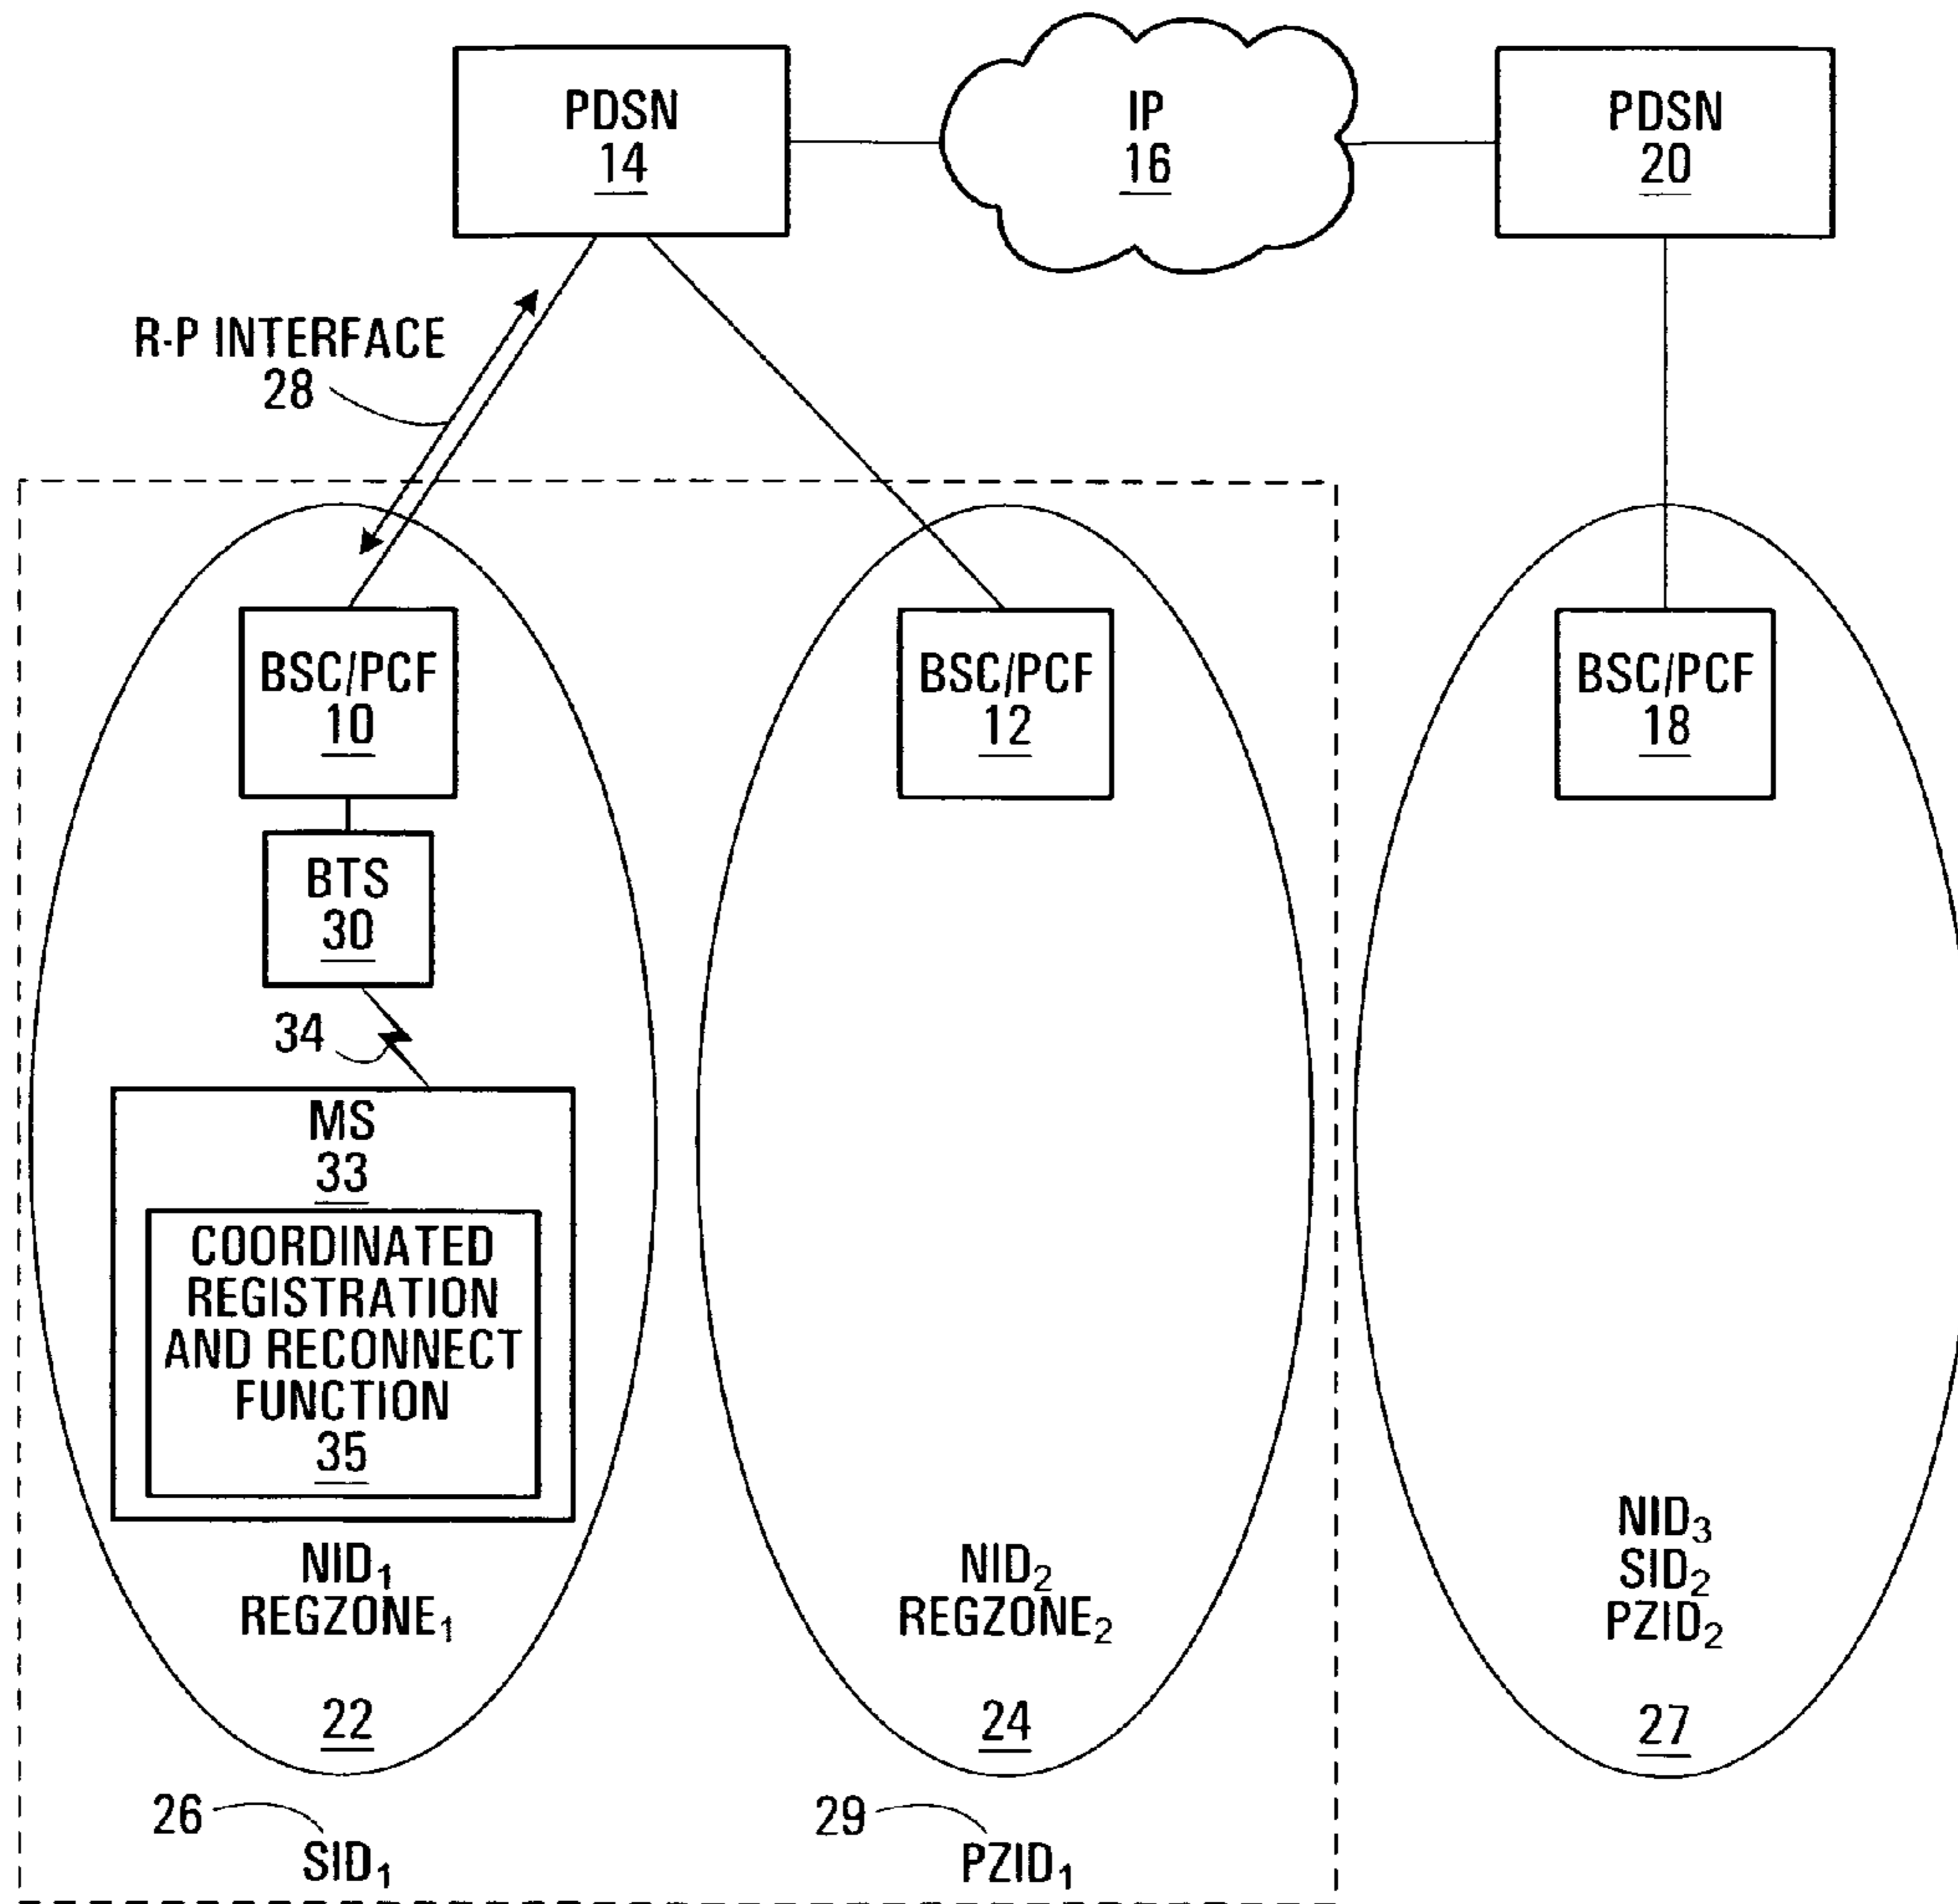 PDSN
14
IP
16
PDSN
20
R-P INTERFACE
28
BSC/PCF
10
BSC/PCF
12
BSC/PCF
18
BTS
30
34
MS
33
COORDINATED
REGISTRATION
AND RECONNECT
FUNCTION
35
NID1
REGZONE1
22
NID2
REGZONE2
24
NID3
SID2
PZID2
27
26
SID1
29
PZID1